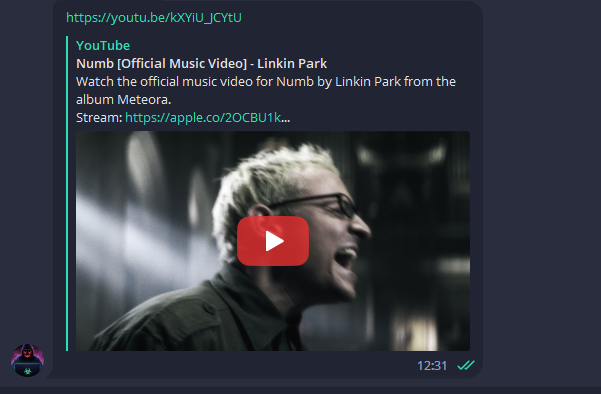 https://youtu.be/kXYiU_JCYtU
YouTube
Numb [Official Music Video] - Linkin Park
Watch the official music video for Numb by Linkin Park from the
album Meteora.
Stream: https://apple.co/2OCBU1k...
12:31